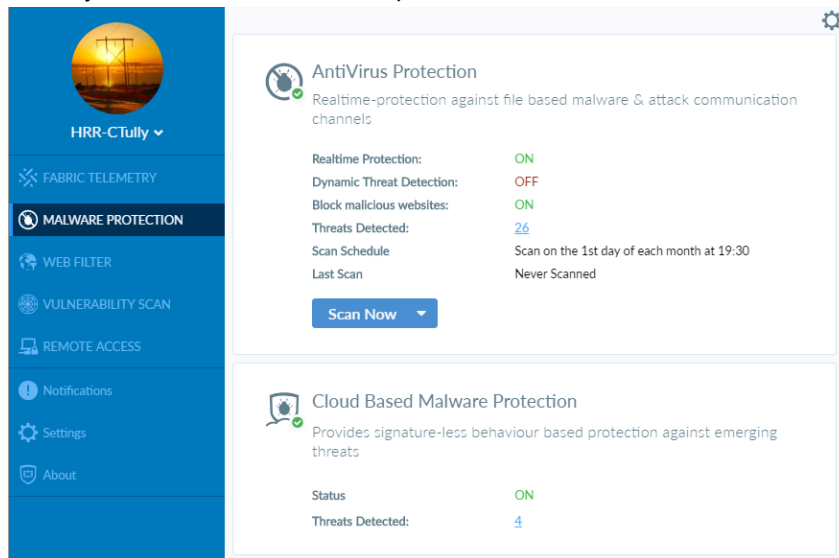 HRR-CTully
FABRIC TELEMETRY
MALWARE PROTECTION
WEB FILTER
VULNERABILITY SCAN
REMOTE ACCESS
Notifications
Settings
About
AntiVirus Protection
Realtime-protection against file based malware & attack communication
channels
Realtime Protection: ON
Dynamic Threat Detection: OFF
Block malicious websites: ON
Threats Detected: 26
Scan Schedule Scan on the 1st day of each month at 19:30
Last Scan Never Scanned
Scan Now
Cloud Based Malware Protection
Provides signature-less behaviour based protection against emerging
threats
Status ON
Threats Detected: 4